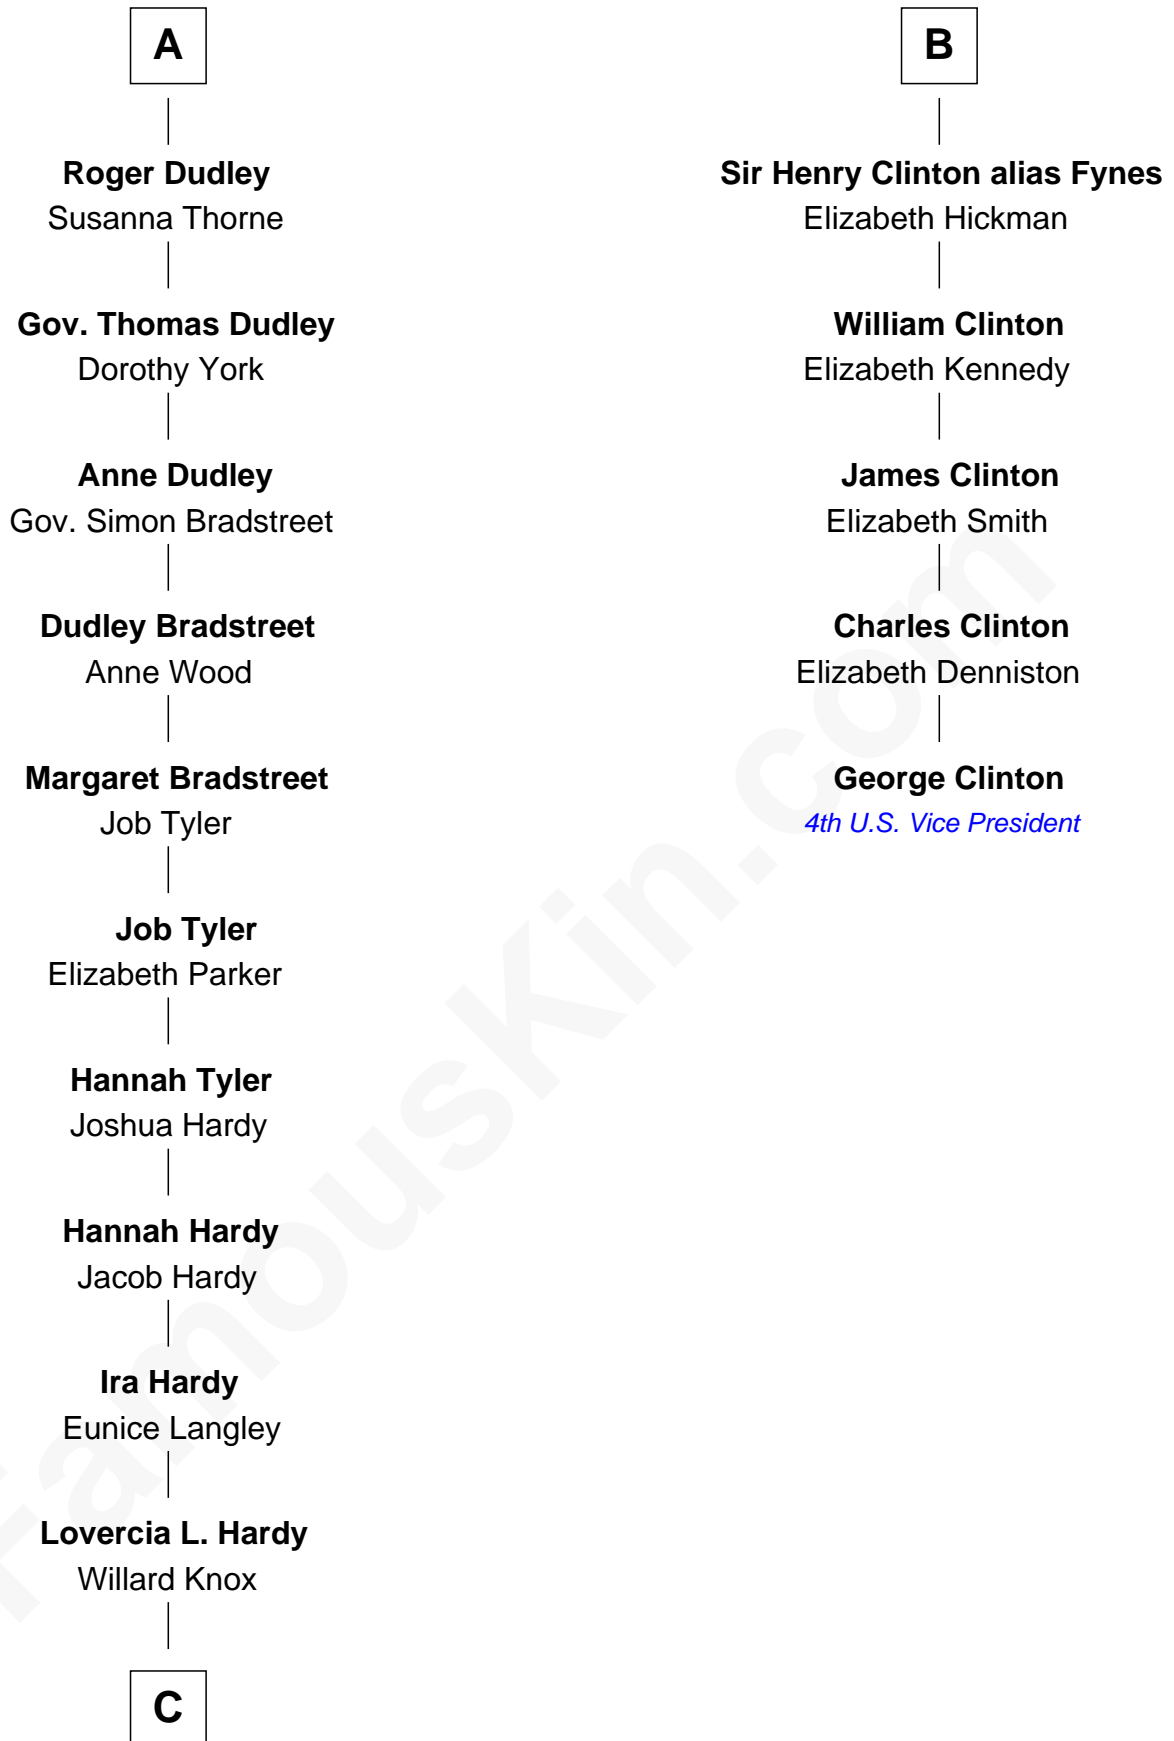 A
Roger Dudley
Susanna Thorne
Gov. Thomas Dudley
Dorothy York
Anne Dudley
Gov. Simon Bradstreet
Dudley Bradstreet
Anne Wood
Margaret Bradstreet
Job Tyler
Job Tyler
Elizabeth Parker
Hannah Tyler
Joshua Hardy
Hannah Hardy
Jacob Hardy
Ira Hardy
Eunice Langley
Lovercia L. Hardy
Willard Knox
C
B
Sir Henry Clinton alias Fynes
Elizabeth Hickman
William Clinton
Elizabeth Kennedy
James Clinton
Elizabeth Smith
Charles Clinton
Elizabeth Denniston
George Clinton
4th U.S. Vice President
FamousKin.com